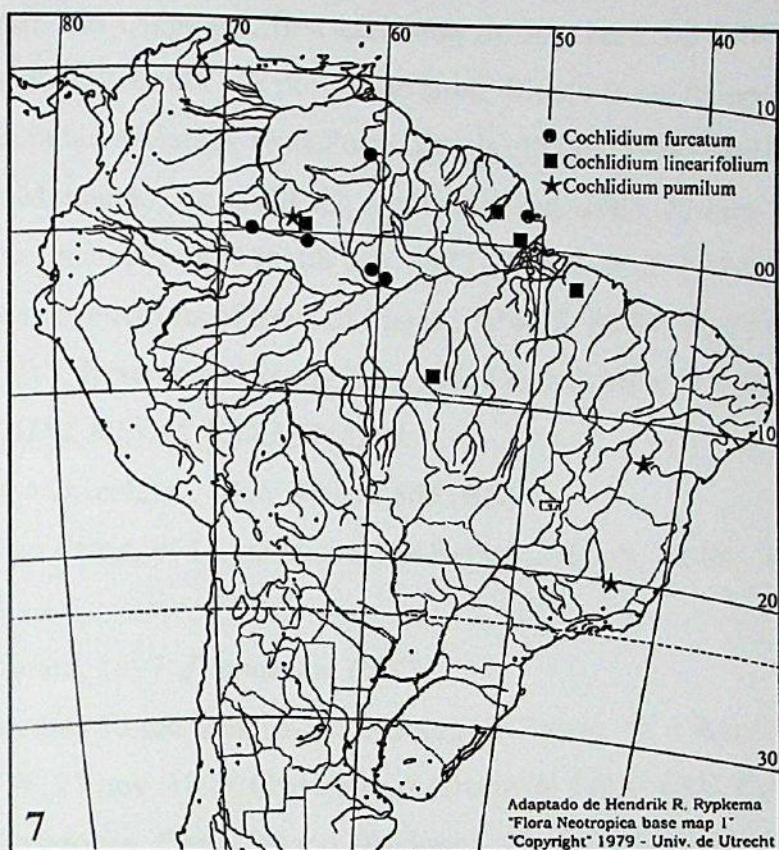 80 70 60 50 40
10
● Cochlidium furcatum
■ Cochlidium linearifolium
★ Cochlidium pumilum
00
10
20
30
7
Adaptado de Hendrik R. Rypkema
"Flora Neotropica base map 1"
"Copyright" 1979 - Univ. de Utrecht